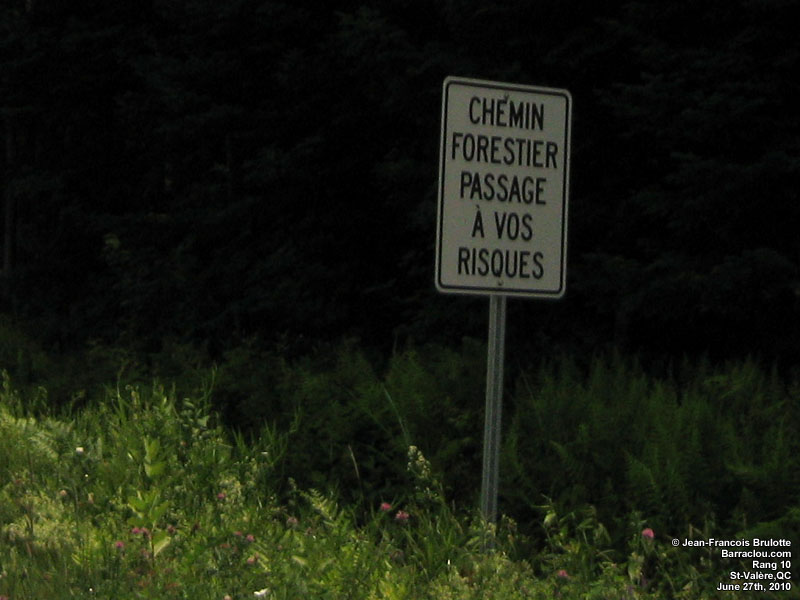 CHEMIN
FORESTIER
PASSAGE
À VOS
RISQUES
© Jean-Francois Brulotte
Barraclou.com
Rang 10
St-Valère,QC
June 27th, 2010